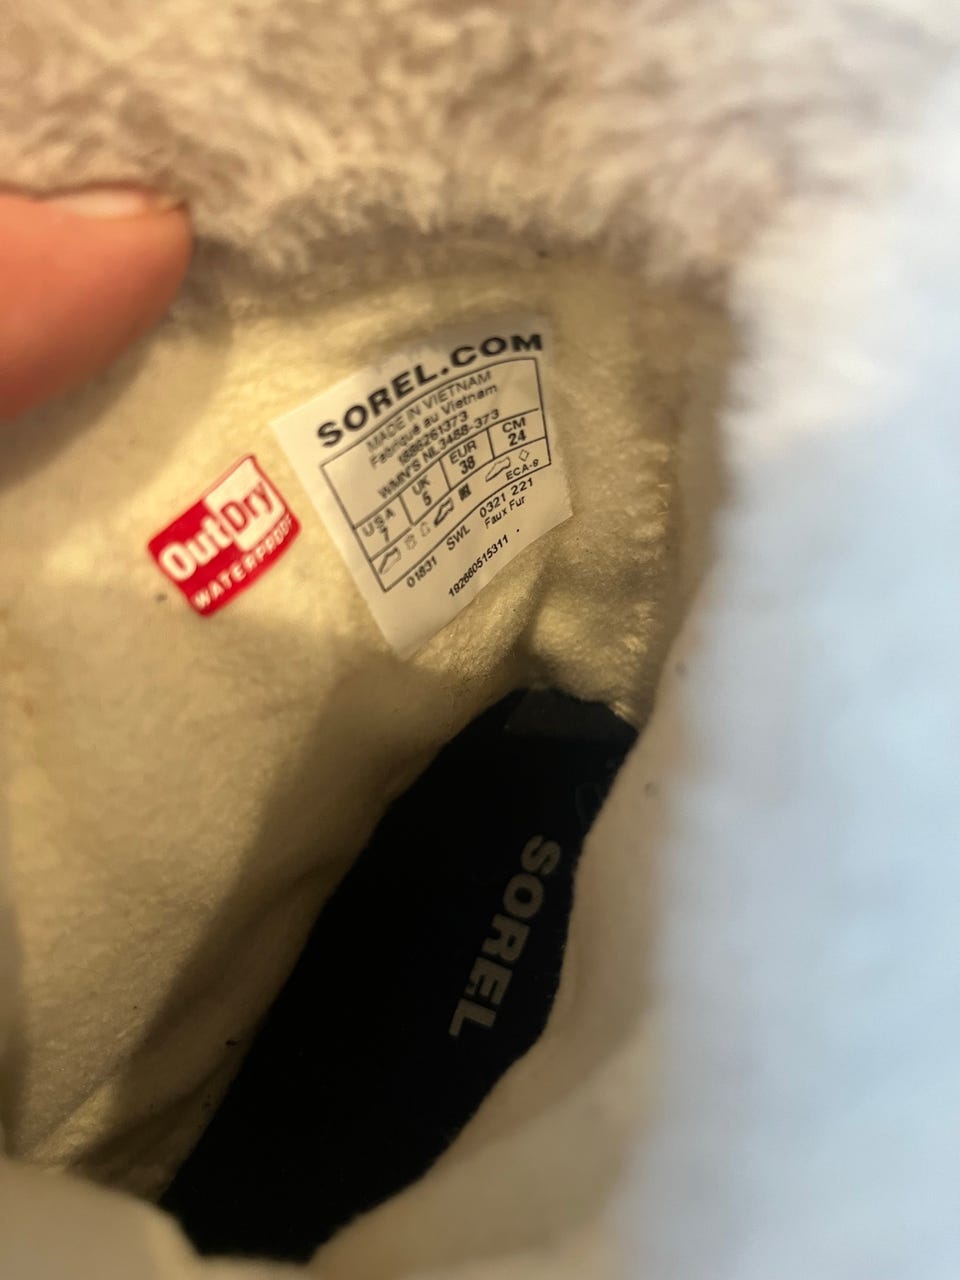 SOREL.COM
MADE IN VIETNAM
Fabriqué au Vietnam
1886261373
WMN'S NL3488-373
USA UK EUR CM
7 5 38 24
ECA-9
01831 SWL 0321 221
Faux Fur
192660515311
OutDry
WATERPROOF
SOREL